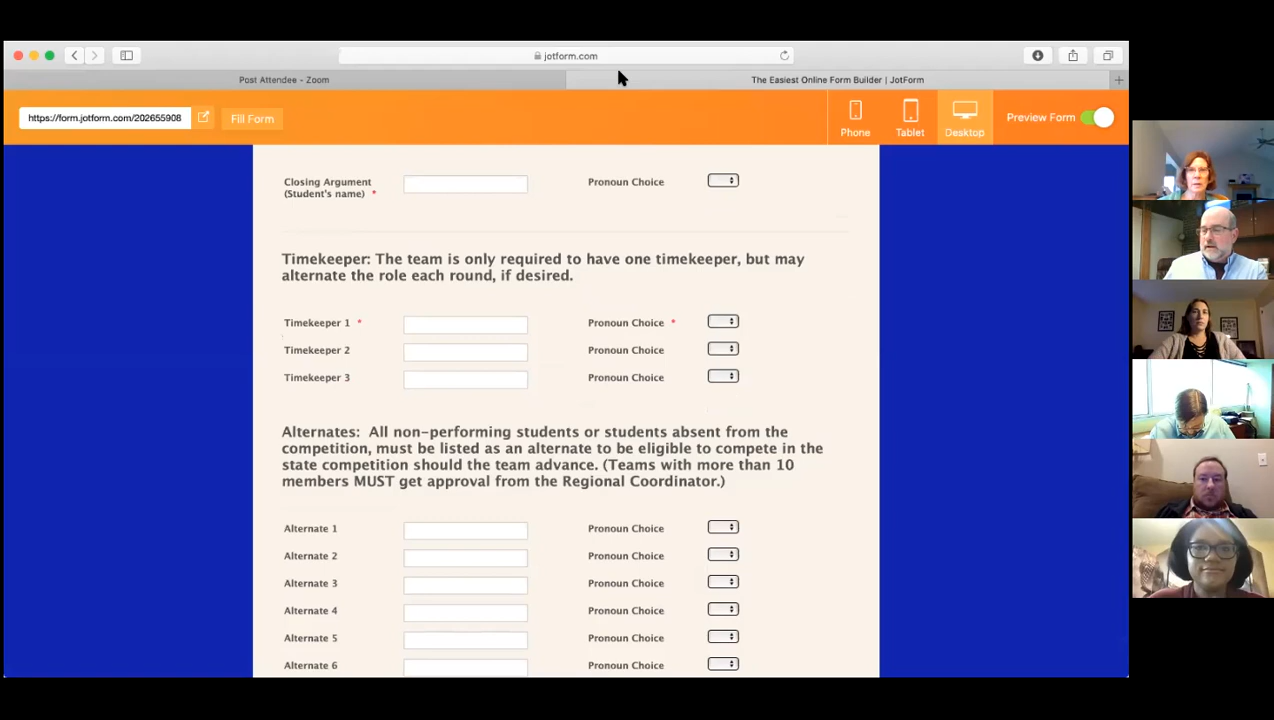 jotform.com
Post Attendee - Zoom
The Easiest Online Form Builder | JotForm
https://form.jotform.com/202655908
Fill Form
Phone
Tablet
Desktop
Preview Form
Closing Argument
(Student's name) *
Pronoun Choice
Timekeeper: The team is only required to have one timekeeper, but may
alternate the role each round, if desired.
Timekeeper 1 *
Pronoun Choice *
Timekeeper 2
Pronoun Choice
Timekeeper 3
Pronoun Choice
Alternates: All non-performing students or students absent from the
competition, must be listed as an alternate to be eligible to compete in the
state competition should the team advance. (Teams with more than 10
members MUST get approval from the Regional Coordinator.)
Alternate 1
Pronoun Choice
Alternate 2
Pronoun Choice
Alternate 3
Pronoun Choice
Alternate 4
Pronoun Choice
Alternate 5
Pronoun Choice
Alternate 6
Pronoun Choice